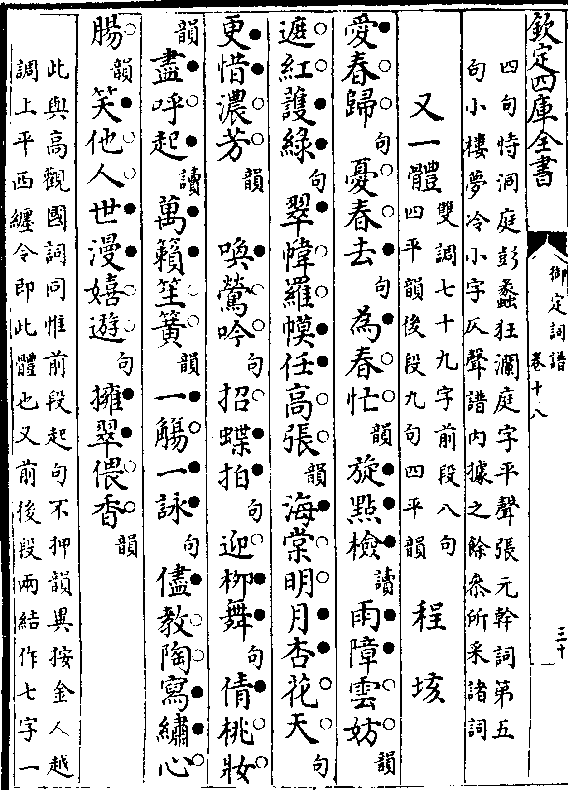 欽定四庫全書
御定詞譜
卷十八
三十
四句恃洞庭彭蠡狂瀾庭字平聲張元幹詞第五
句小樓夢冷小字仄聲譜内據之餘叅所采諸詞
又一體 雙調七十九字前段八句
四平韻後段九句四平韻 程垓
愛春歸句憂春去句為春忙韻旋點檢讀雨障雲妨韻
遮紅護綠句翠幃羅幙任高張韻海棠明月杏花天句
更惜濃芳韻 喚鶯吟句招蝶拍句迎柳舞句倩桃妝
韻盡呼起讀萬籟笙簧韻一觴一詠句儘教陶寫繡心
腸韻笑他人世漫嬉遊句擁翠偎香韻
此與高觀國詞同惟前段起句不押韻異按金人越
調上平西纏令即此體也又前後段兩結作七字一